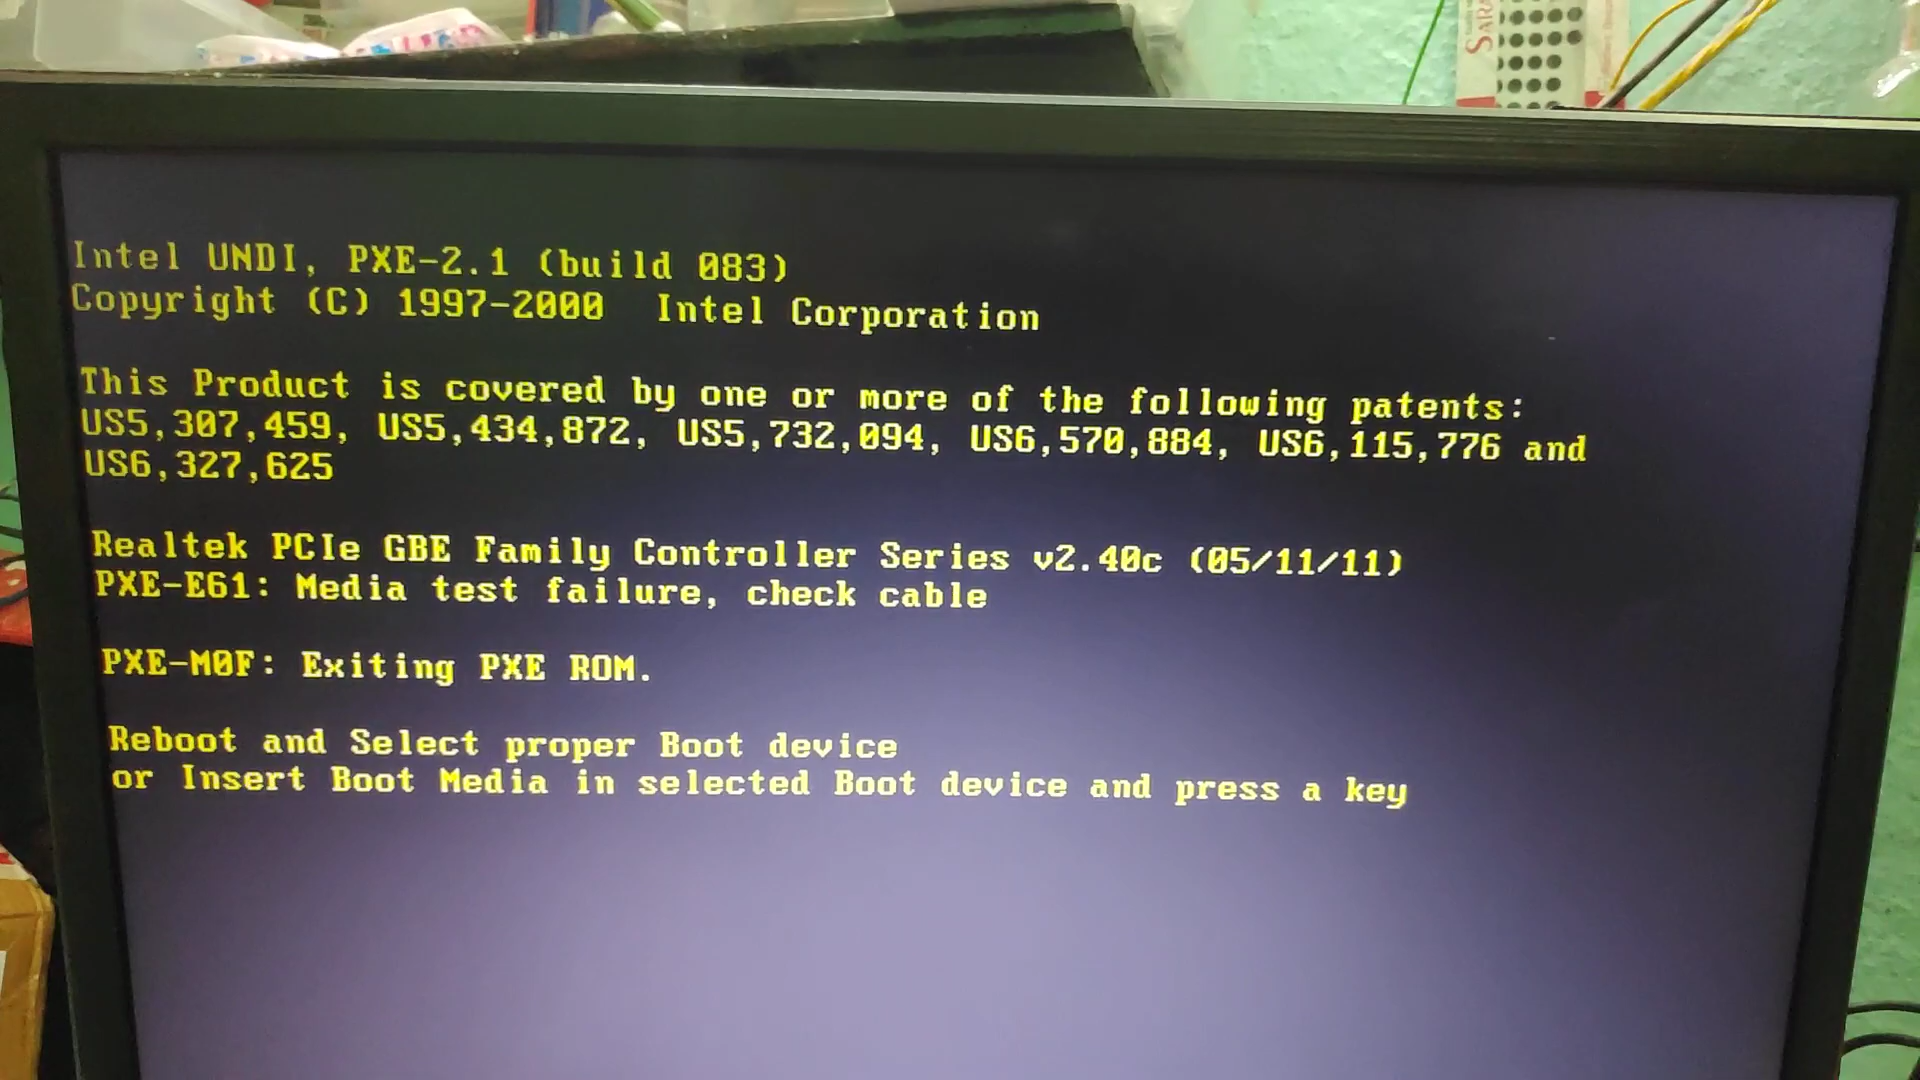 Intel UNDI, PXE-2.1 (build 083)
Copyright (C) 1997-2000  Intel Corporation
This Product is covered by one or more of the following patents:
US5,307,459, US5,434,872, US5,732,094, US6,570,884, US6,115,776 and
US6,327,625
Realtek PCIe GBE Family Controller Series v2.40c (05/11/11)
PXE-E61: Media test failure, check cable
PXE-M0F: Exiting PXE ROM.
Reboot and Select proper Boot device
or Insert Boot Media in selected Boot device and press a key